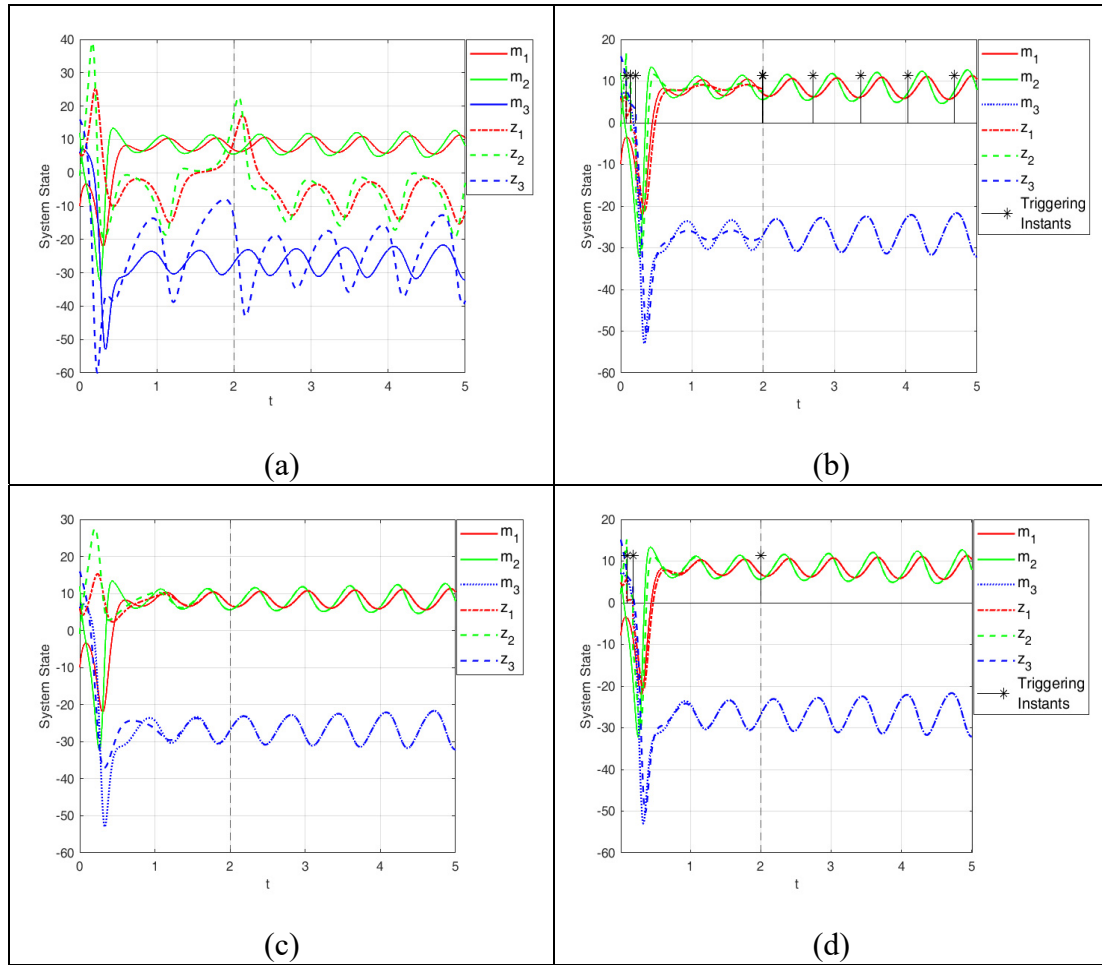 40
30
20
10
0
-10
-20
-30
-40
-50
-60
System State
0
1
2
3
4
5
t
m1
m2
m3
z1
z2
z3
(a)
20
10
0
-10
-20
-30
-40
-50
-60
System State
0
1
2
3
4
5
t
m1
m2
m3
z1
z2
z3
Triggering
Instants
(b)
30
20
10
0
-10
-20
-30
-40
-50
-60
System State
0
1
2
3
4
5
t
m1
m2
m3
z1
z2
z3
(c)
20
10
0
-10
-20
-30
-40
-50
-60
System State
0
1
2
3
4
5
t
m1
m2
m3
z1
z2
z3
Triggering
Instants
(d)